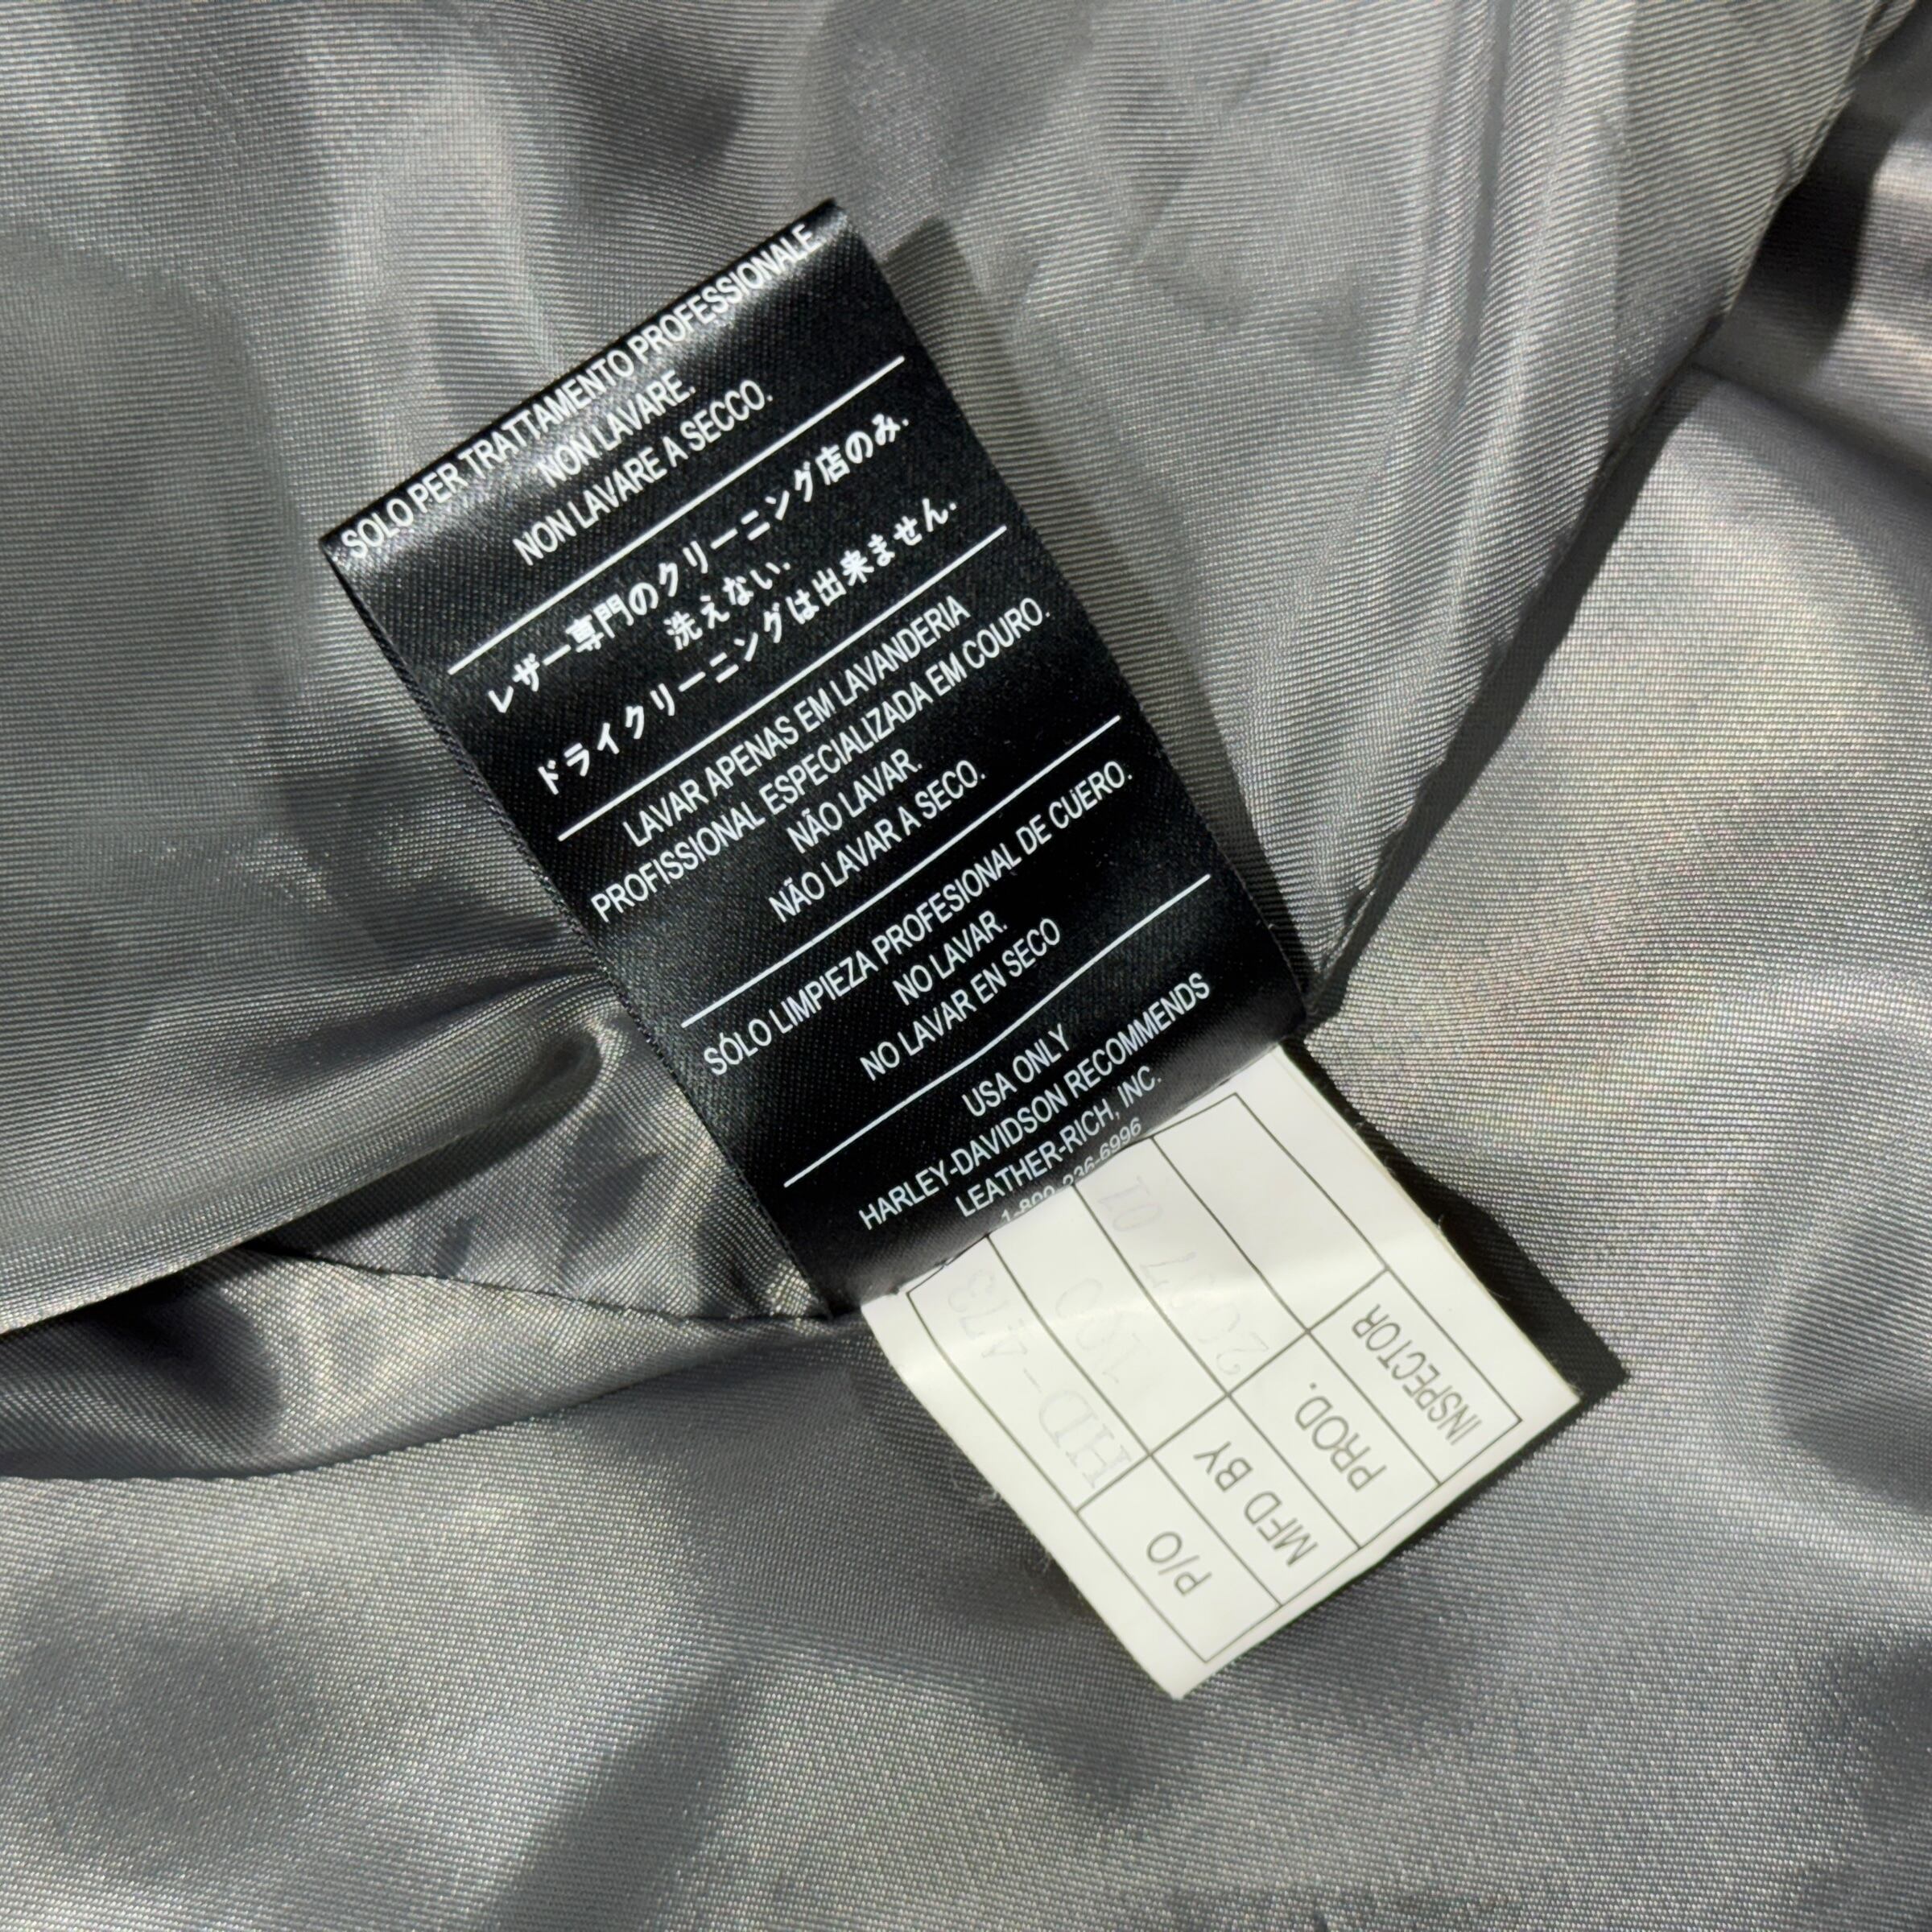 SOLO PER TRATTAMENTO PROFESSIONALE
NON LAVARE.
NON LAVARE A SECCO.
レザー専門のクリーニング店のみ.
洗えない.
ドライクリーニングは出来ません.
LAVAR APENAS EM LAVANDERIA
PROFISSIONAL ESPECIALIZADA EM COURO.
NÃO LAVAR.
NÃO LAVAR A SECO.
SÓLO LIMPIEZA PROFESIONAL DE CUERO.
NO LAVAR.
NO LAVAR EN SECO
USA ONLY
HARLEY-DAVIDSON RECOMMENDS
LEATHER-RICH, INC.
1-800-236-6996
P/O HD-473
MFD BY
PROD.
INSPECTOR